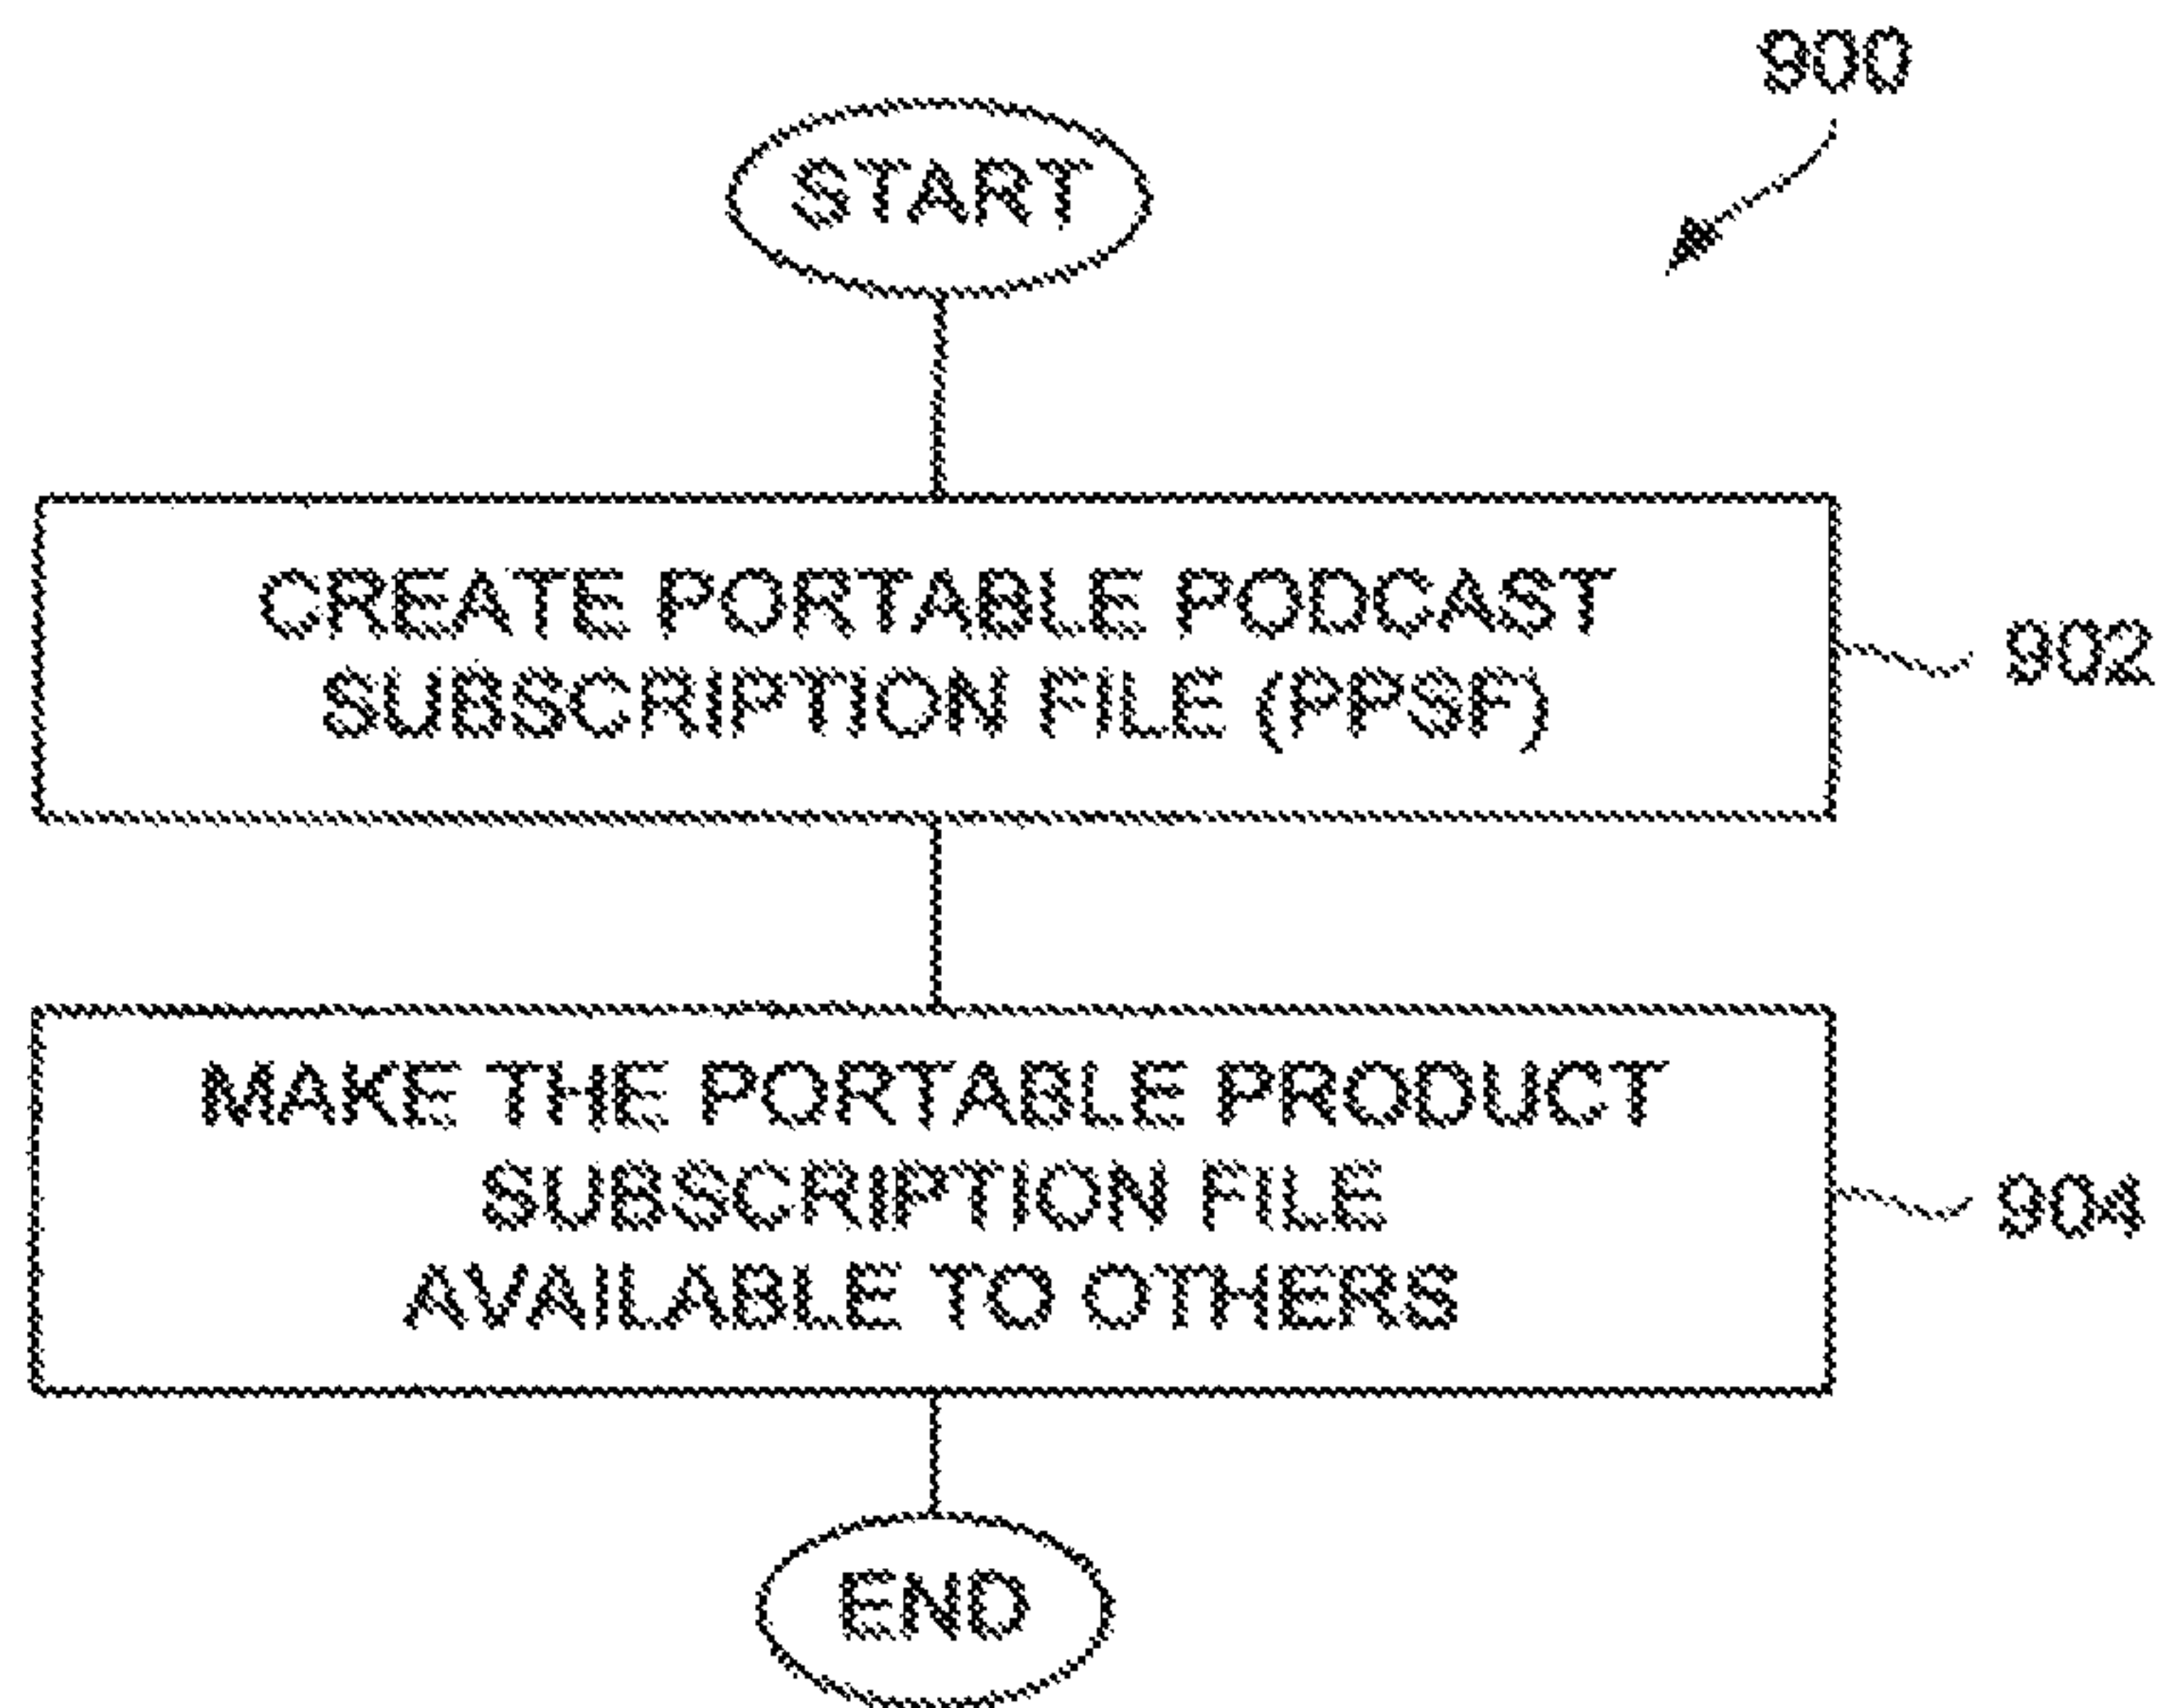 900
START
CREATE PORTABLE PODCAST
SUBSCRIPTION FILE (PPSF)
902
MAKE THE PORTABLE PRODUCT
SUBSCRIPTION FILE
AVAILABLE TO OTHERS
904
END